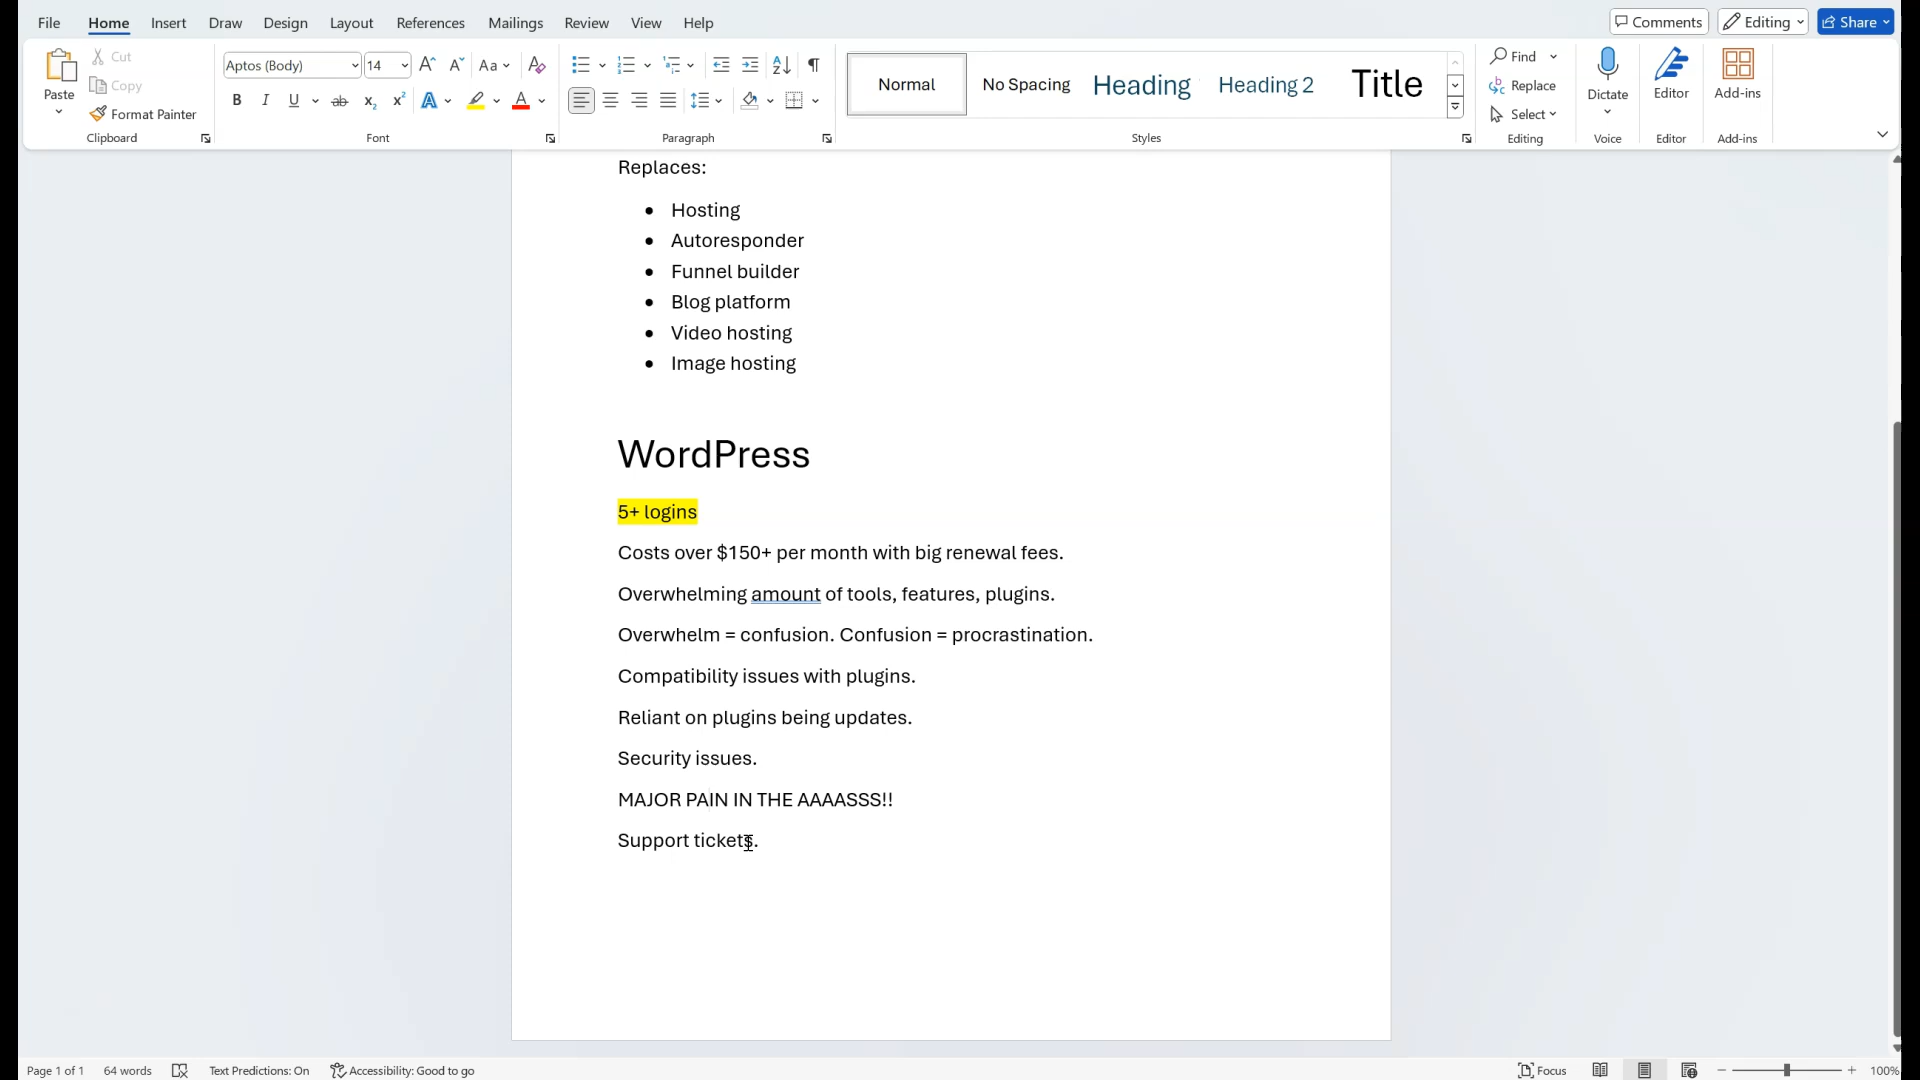 File Home Insert Draw Design Layout References Mailings Review View Help Comments Editing Share
Paste Cut Copy Format Painter Clipboard
Aptos (Body) 14 Aa Font
Paragraph
Normal No Spacing Heading Heading 2 Title Styles
Find Replace Select Editing
Dictate Voice
Editor Editor
Add-ins Add-ins
Replaces:
• Hosting
• Autoresponder
• Funnel builder
• Blog platform
• Video hosting
• Image hosting
WordPress
5+ logins
Costs over $150+ per month with big renewal fees.
Overwhelming amount of tools, features, plugins.
Overwhelm = confusion. Confusion = procrastination.
Compatibility issues with plugins.
Reliant on plugins being updates.
Security issues.
MAJOR PAIN IN THE AAAASSS!!
Support tickets.
Page 1 of 1 64 words Text Predictions: On Accessibility: Good to go Focus 100%